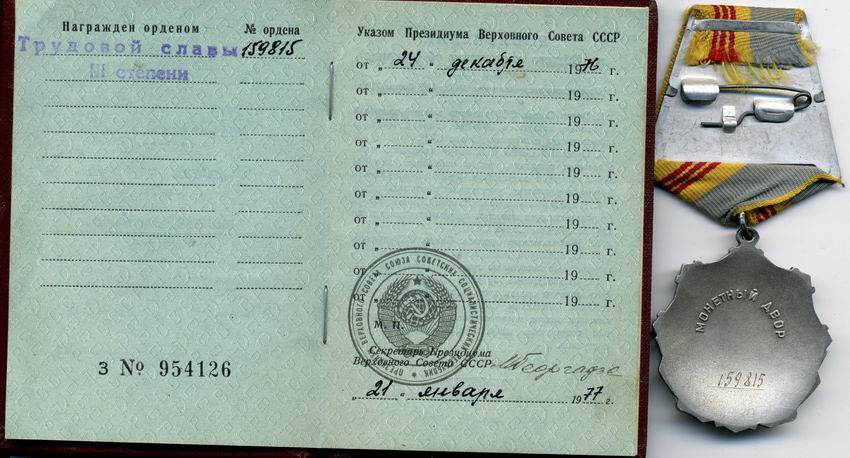 Награжден орденом № ордена
Трудовой славы 159815
III степени
З № 954126
Указом Президиума Верховного Совета СССР
от „ 24 “ декабря 1976 г.
от „ “ 19 г.
от „ “ 19 г.
от „ “ 19 г.
от „ “ 19 г.
от „ “ 19 г.
от „ “ 19 г.
от „ “ 19 г.
от „ “ 19 г.
от „ “ 19 г.
М. П.
Секретарь Президиума
Верховного Совета СССР
„ 21 “ января 1977 г.
МОНЕТНЫЙ ДВОР
159815